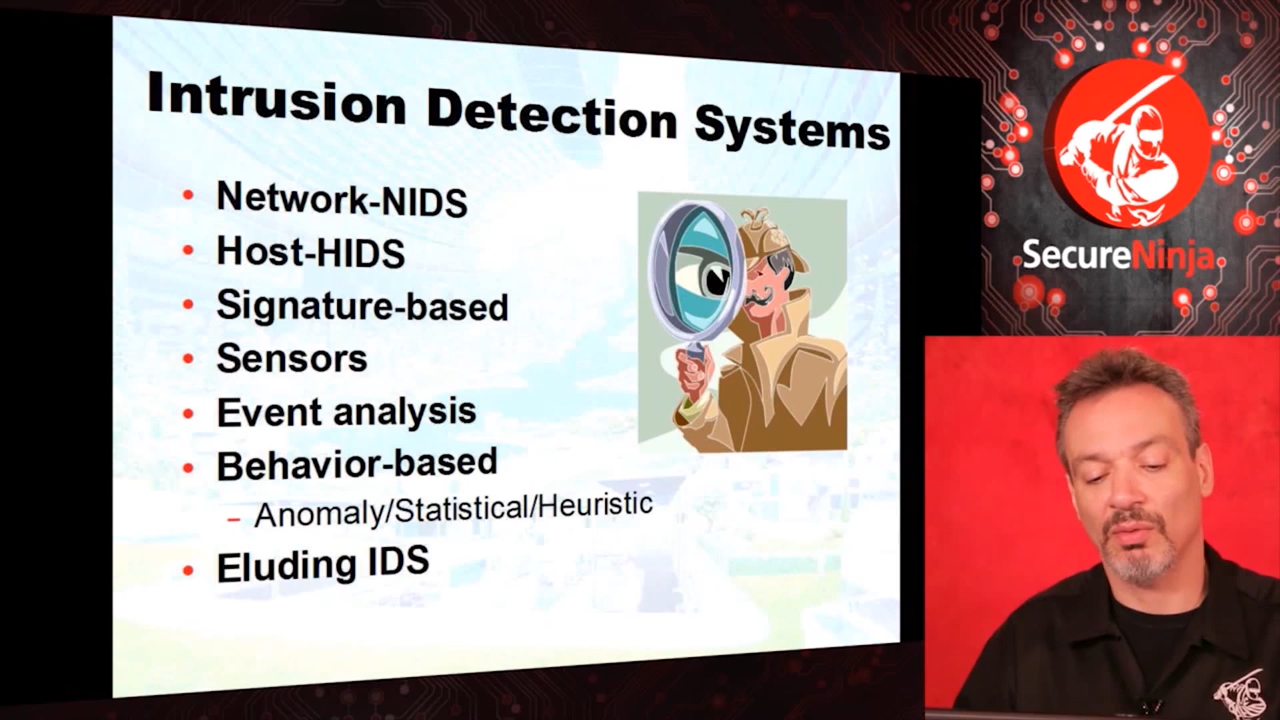 Intrusion Detection Systems
• Network-NIDS
• Host-HIDS
• Signature-based
• Sensors
• Event analysis
• Behavior-based
– Anomaly/Statistical/Heuristic
• Eluding IDS
SecureNinja